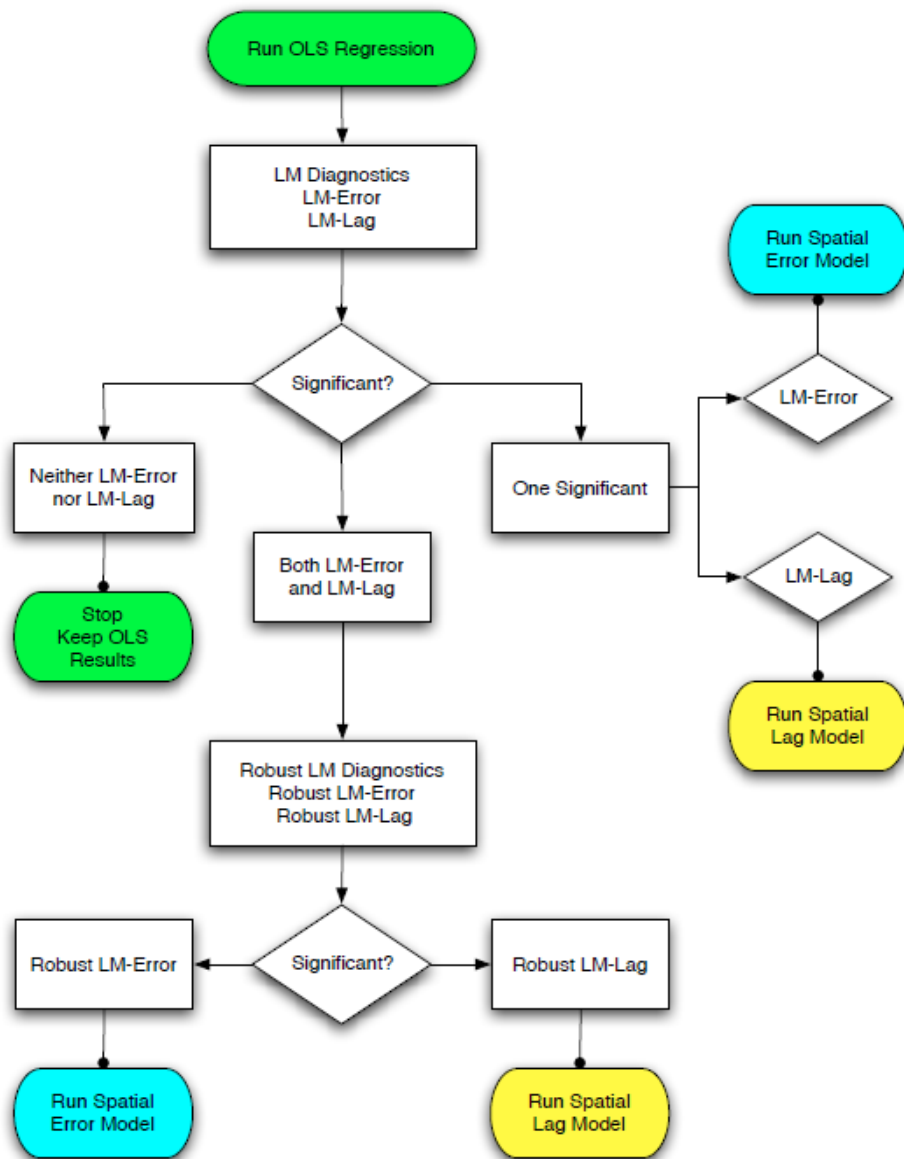 Run OLS Regression
LM Diagnostics
LM-Error
LM-Lag
Significant?
Neither LM-Error
nor LM-Lag
Stop
Keep OLS
Results
Both LM-Error
and LM-Lag
One Significant
LM-Error
Run Spatial
Error Model
LM-Lag
Run Spatial
Lag Model
Robust LM Diagnostics
Robust LM-Error
Robust LM-Lag
Significant?
Robust LM-Error
Run Spatial
Error Model
Robust LM-Lag
Run Spatial
Lag Model